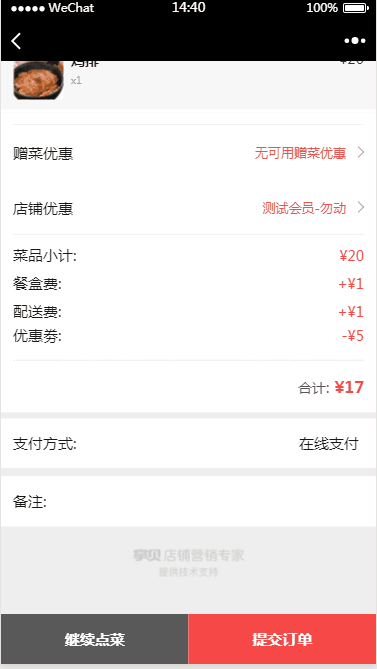 ●●●●● WeChat 14:40 100%
鸡排 ¥20
x1
赠菜优惠 无可用赠菜优惠
店铺优惠 测试会员-勿动
菜品小计: ¥20
餐盒费: +¥1
配送费: +¥1
优惠劵: -¥5
合计: ¥17
支付方式: 在线支付
备注:
享贝 店铺营销专家
提供技术支持
继续点菜 提交订单